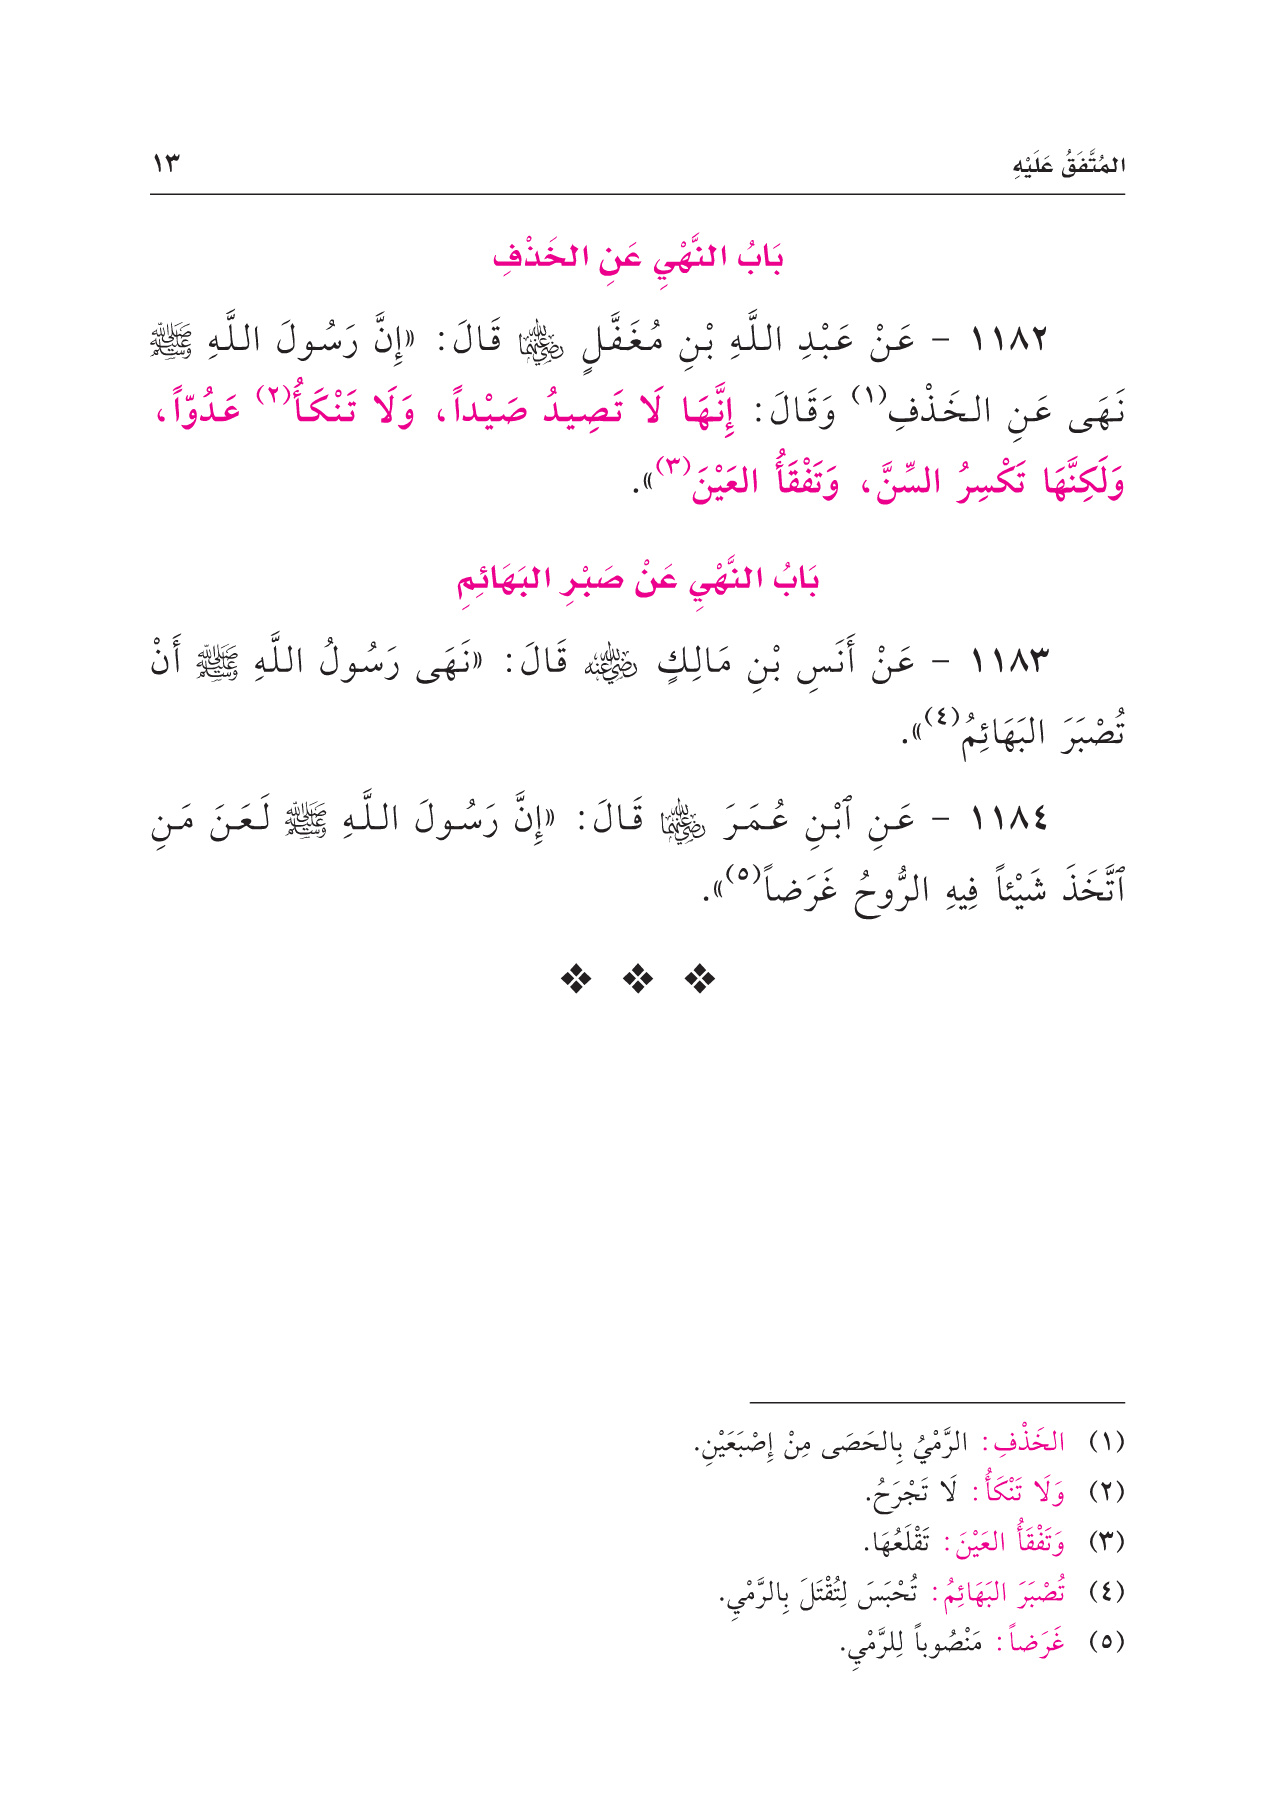 المُتَّفَقُ عَلَيْهِ ١٣
بَابُ النَّهْيِ عَنِ الخَذْفِ
١١٨٢ - عَنْ عَبْدِ اللَّهِ بْنِ مُغَفَّلٍ رضي الله عنهما قَالَ: «إِنَّ رَسُولَ اللَّهِ ﷺ
نَهَى عَنِ الخَذْفِ(١) وَقَالَ: إِنَّهَا لَا تَصِيدُ صَيْداً، وَلَا تَنْكَأُ(٢) عَدُوّاً،
وَلَكِنَّهَا تَكْسِرُ السِّنَّ، وَتَفْقَأُ العَيْنَ(٣)».
بَابُ النَّهْيِ عَنْ صَبْرِ البَهَائِمِ
١١٨٣ - عَنْ أَنَسِ بْنِ مَالِكٍ رضي الله عنه قَالَ: «نَهَى رَسُولُ اللَّهِ ﷺ أَنْ
تُصْبَرَ البَهَائِمُ(٤)».
١١٨٤ - عَنِ ٱبْنِ عُمَرَ رضي الله عنهما قَالَ: «إِنَّ رَسُولَ اللَّهِ ﷺ لَعَنَ مَنِ
ٱتَّخَذَ شَيْئاً فِيهِ الرُّوحُ غَرَضاً(٥)».
(١) الخَذْفِ: الرَّمْيُ بِالحَصَى مِنْ إِصْبَعَيْنِ.
(٢) وَلَا تَنْكَأُ: لَا تَجْرَحُ.
(٣) وَتَفْقَأُ العَيْنَ: تَقْلَعُهَا.
(٤) تُصْبَرَ البَهَائِمُ: تُحْبَسَ لِتُقْتَلَ بِالرَّمْيِ.
(٥) غَرَضاً: مَنْصُوباً لِلرَّمْيِ.